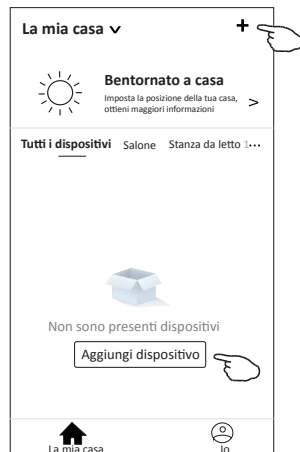 La mia casa
Bentornato a casa
Imposta la posizione della tua casa,
ottieni maggiori informazioni
Tutti i dispositivi Salone Stanza da letto 1...
Non sono presenti dispositivi
Aggiungi dispositivo
La mia casa Io